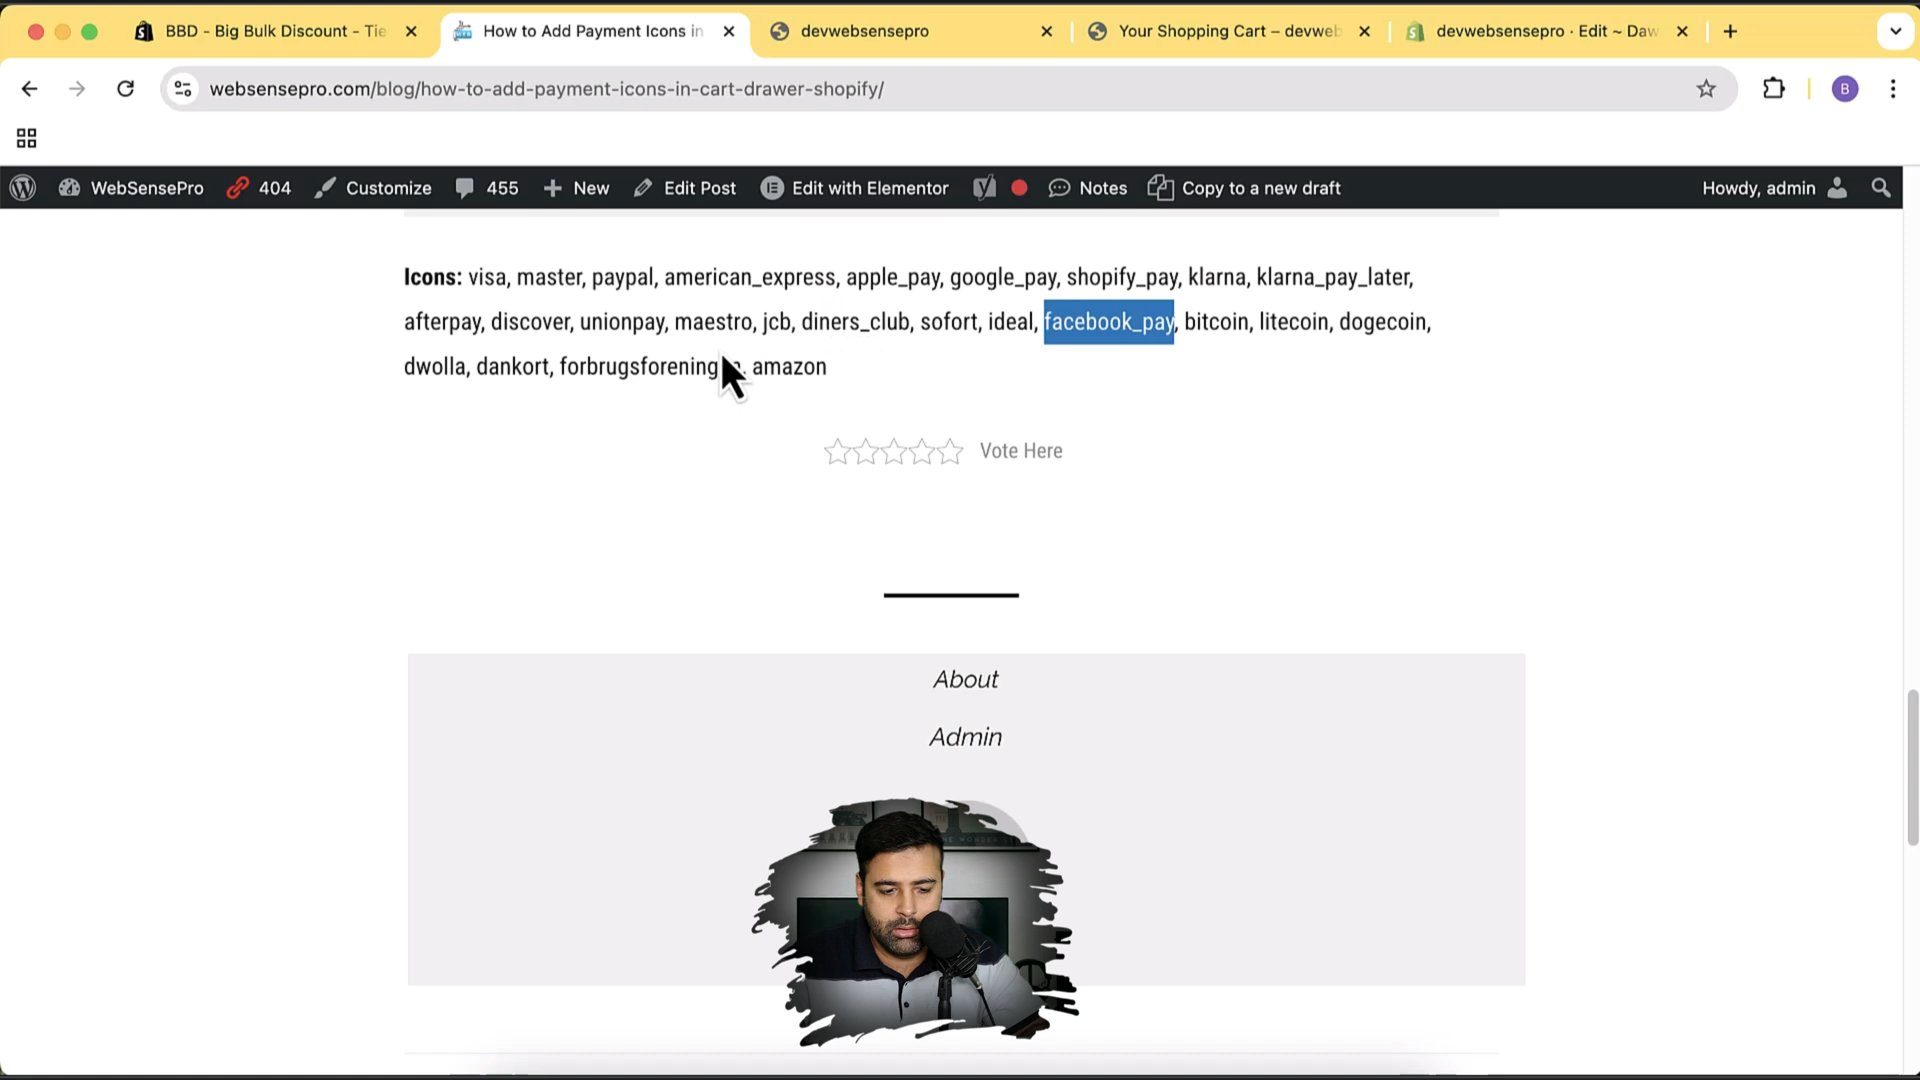 BBD - Big Bulk Discount - Tie
How to Add Payment Icons in
devwebsensepro
Your Shopping Cart – devweb
devwebsensepro · Edit ~ Daw
websensepro.com/blog/how-to-add-payment-icons-in-cart-drawer-shopify/
B
WebSensePro
404
Customize
455
New
Edit Post
Edit with Elementor
Notes
Copy to a new draft
Howdy, admin
Icons: visa, master, paypal, american_express, apple_pay, google_pay, shopify_pay, klarna, klarna_pay_later,
afterpay, discover, unionpay, maestro, jcb, diners_club, sofort, ideal, facebook_pay, bitcoin, litecoin, dogecoin,
dwolla, dankort, amazon
Vote Here
About
Admin